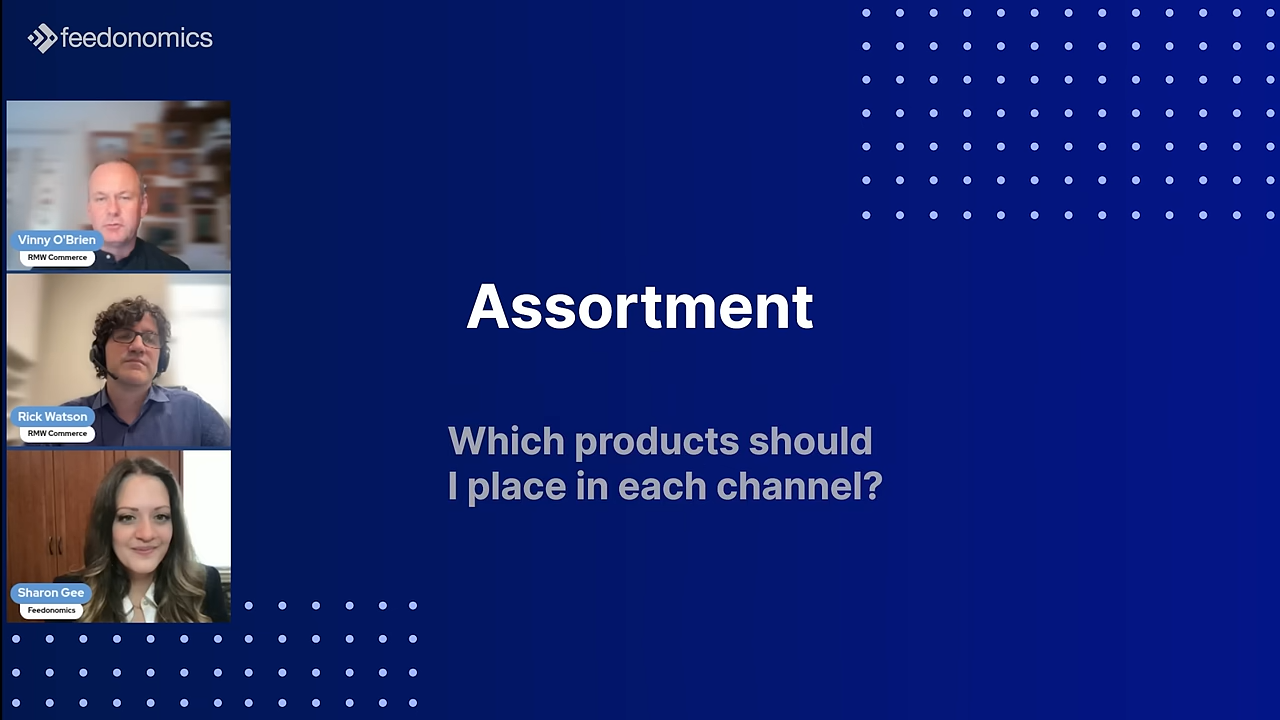 feedonomics
Vinny O'Brien
RMW Commerce
Rick Watson
RMW Commerce
Sharon Gee
Feedonomics
Assortment
Which products should
I place in each channel?